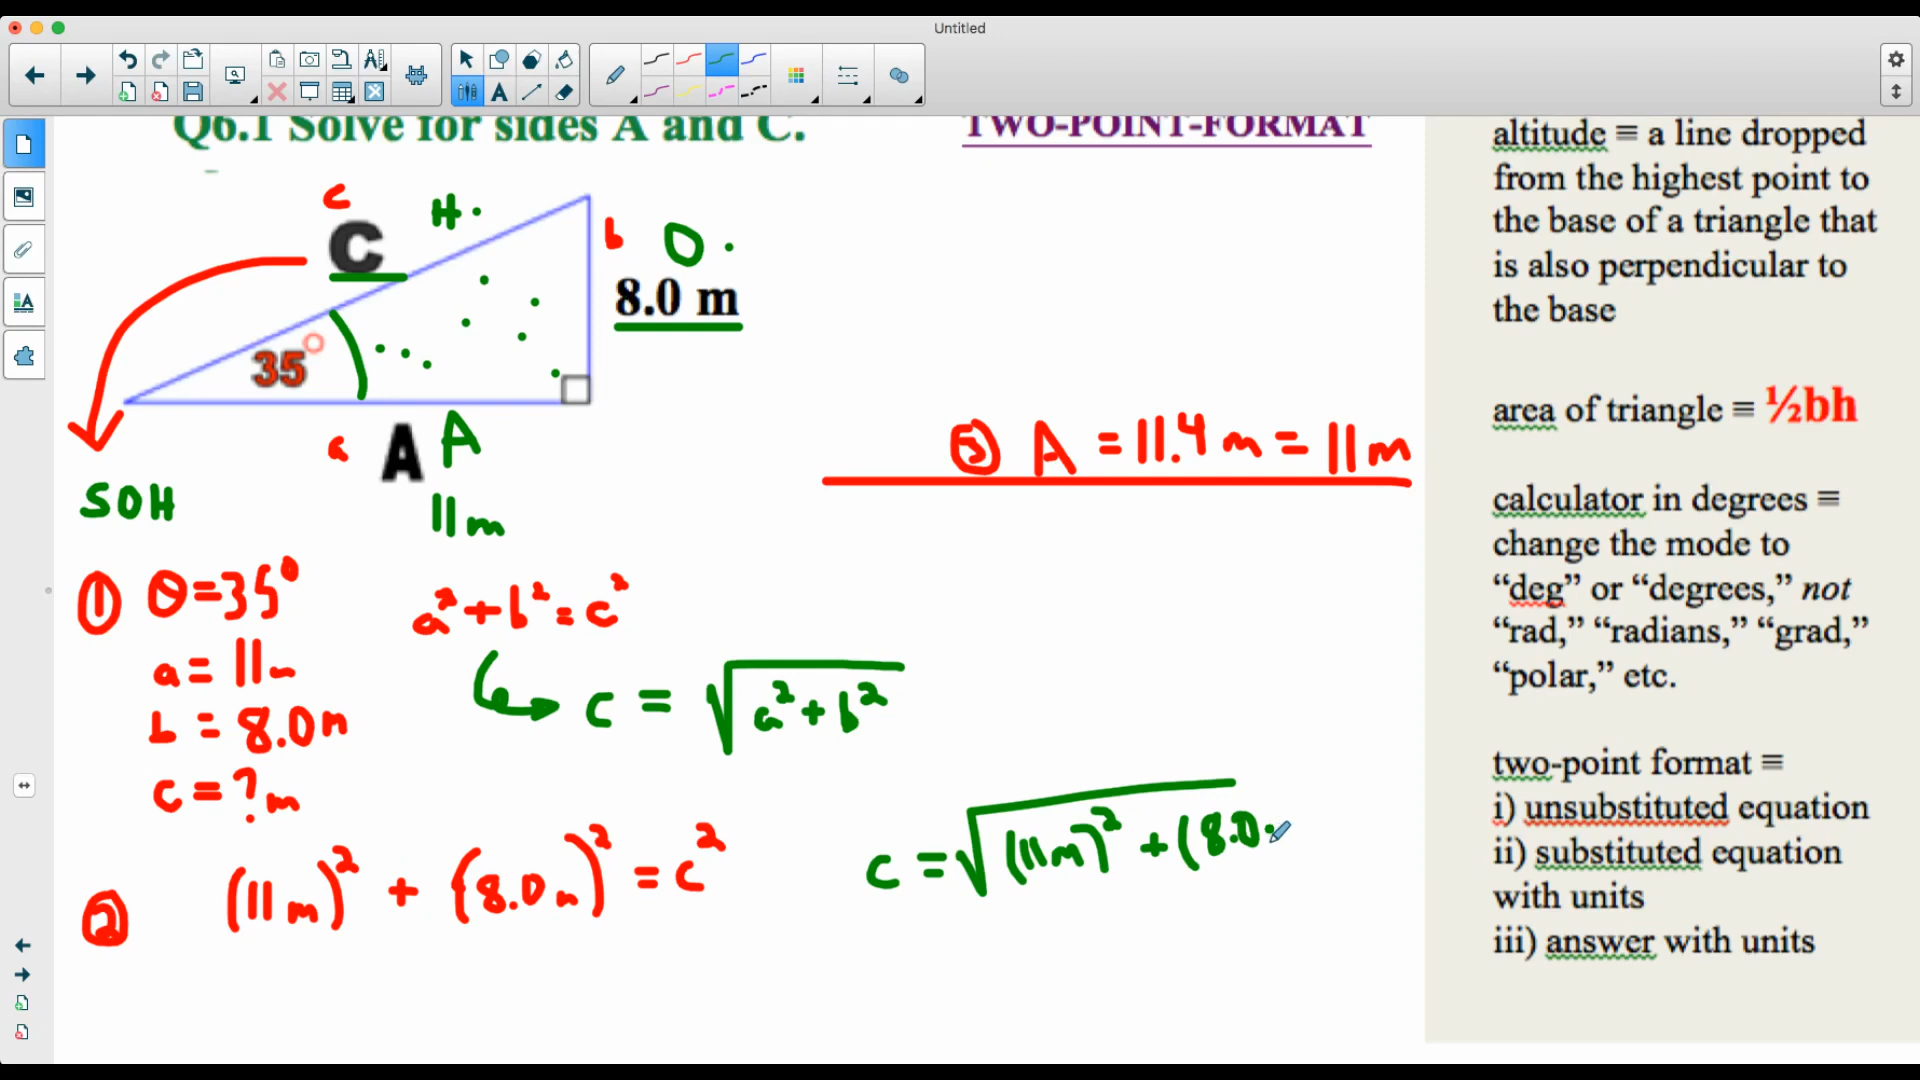 Untitled
Q6.1 Solve for sides A and C.
TWO-POINT-FORMAT
c
C
H.
b
O.
8.0 m
35°
a
A
A
11m
SOH
③ A = 11.4 m = 11m
① θ=35°
a= 11m
b = 8.0m
c = ?m
a²+b²=c²
c = √a²+b²
② (11m)² + (8.0m)² = c²
c=√(11m)²+(8.0
altitude ≡ a line dropped
from the highest point to
the base of a triangle that
is also perpendicular to
the base
area of triangle ≡ ½bh
calculator in degrees ≡
change the mode to
“deg” or “degrees,” not
“rad,” “radians,” “grad,”
“polar,” etc.
two-point format ≡
i) unsubstituted equation
ii) substituted equation
with units
iii) answer with units